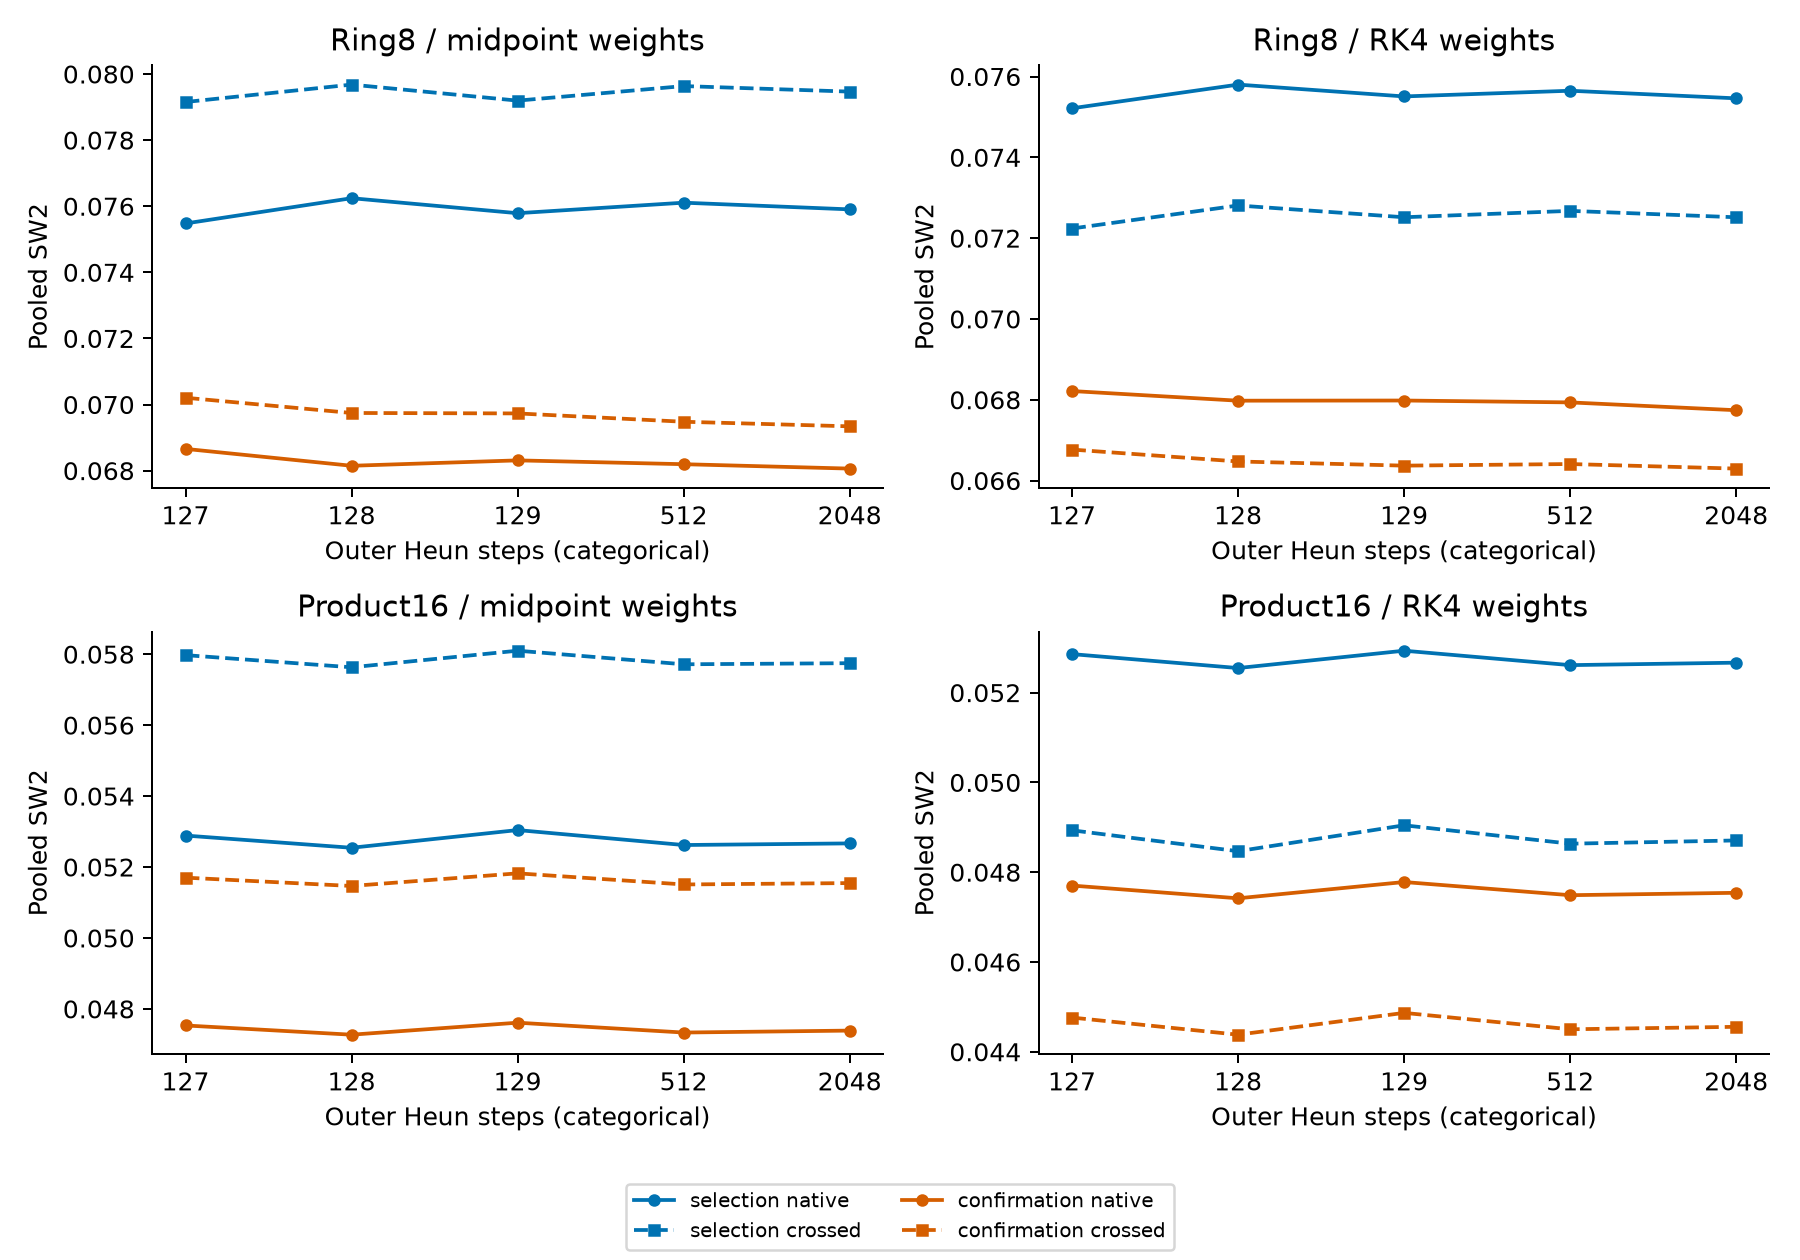 Ring8 / midpoint weights
0.080
0.078
0.076
0.074
0.072
0.070
0.068
Pooled SW2
127 128 129 512 2048
Outer Heun steps (categorical)
Ring8 / RK4 weights
0.076
0.074
0.072
0.070
0.068
0.066
Pooled SW2
127 128 129 512 2048
Outer Heun steps (categorical)
Product16 / midpoint weights
0.058
0.056
0.054
0.052
0.050
0.048
Pooled SW2
127 128 129 512 2048
Outer Heun steps (categorical)
Product16 / RK4 weights
0.052
0.050
0.048
0.046
0.044
Pooled SW2
127 128 129 512 2048
Outer Heun steps (categorical)
selection native
selection crossed
confirmation native
confirmation crossed